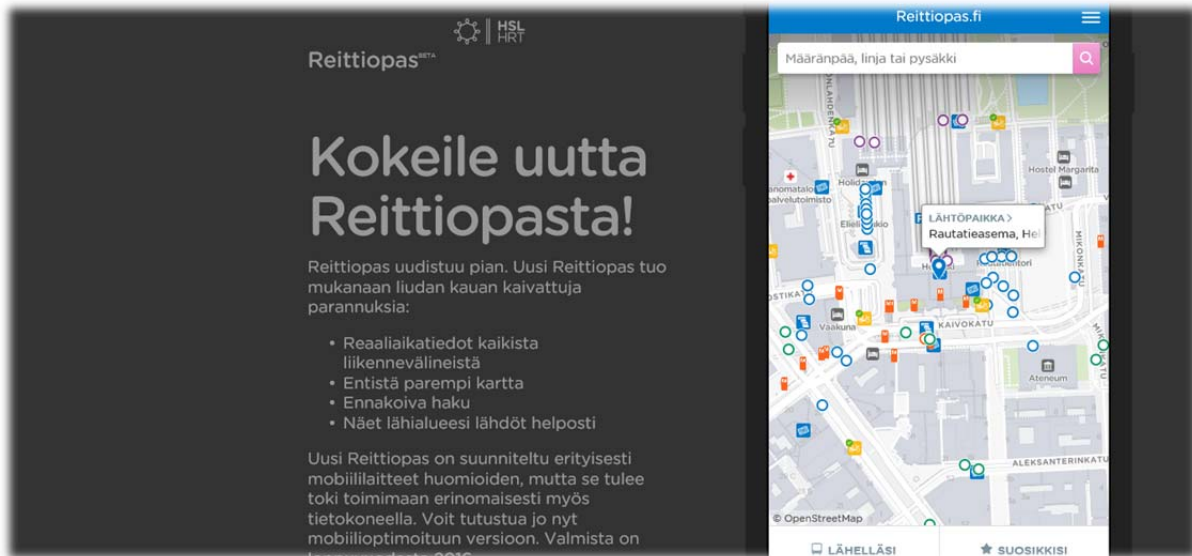 HSL
HRT
Reittiopas BETA
Kokeile uutta
Reittiopasta!
Reittiopas uudistuu pian. Uusi Reittiopas tuo
mukanaan liudan kauan kaivattuja
parannuksia:
• Reaaliaikatiedot kaikista
liikennevälineistä
• Entistä parempi kartta
• Ennakoiva haku
• Näet lähialueesi lähdöt helposti
Uusi Reittiopas on suunniteltu erityisesti
mobiililaitteet huomioiden, mutta se tulee
toki toimimaan erinomaisesti myös
tietokoneella. Voit tutustua jo nyt
mobiilioptimoituun versioon. Valmista on
Reittiopas.fi
Määränpää, linja tai pysäkki
Hostel Margarita
LÄHTÖPAIKKA >
Rautatieasema, Hel
MIKONKATU
Vaakuna
KAIVOKATU
Ateneum
ALEKSANTERINKATU
© OpenStreetMap
LÄHELLÄSI
SUOSIKKISI